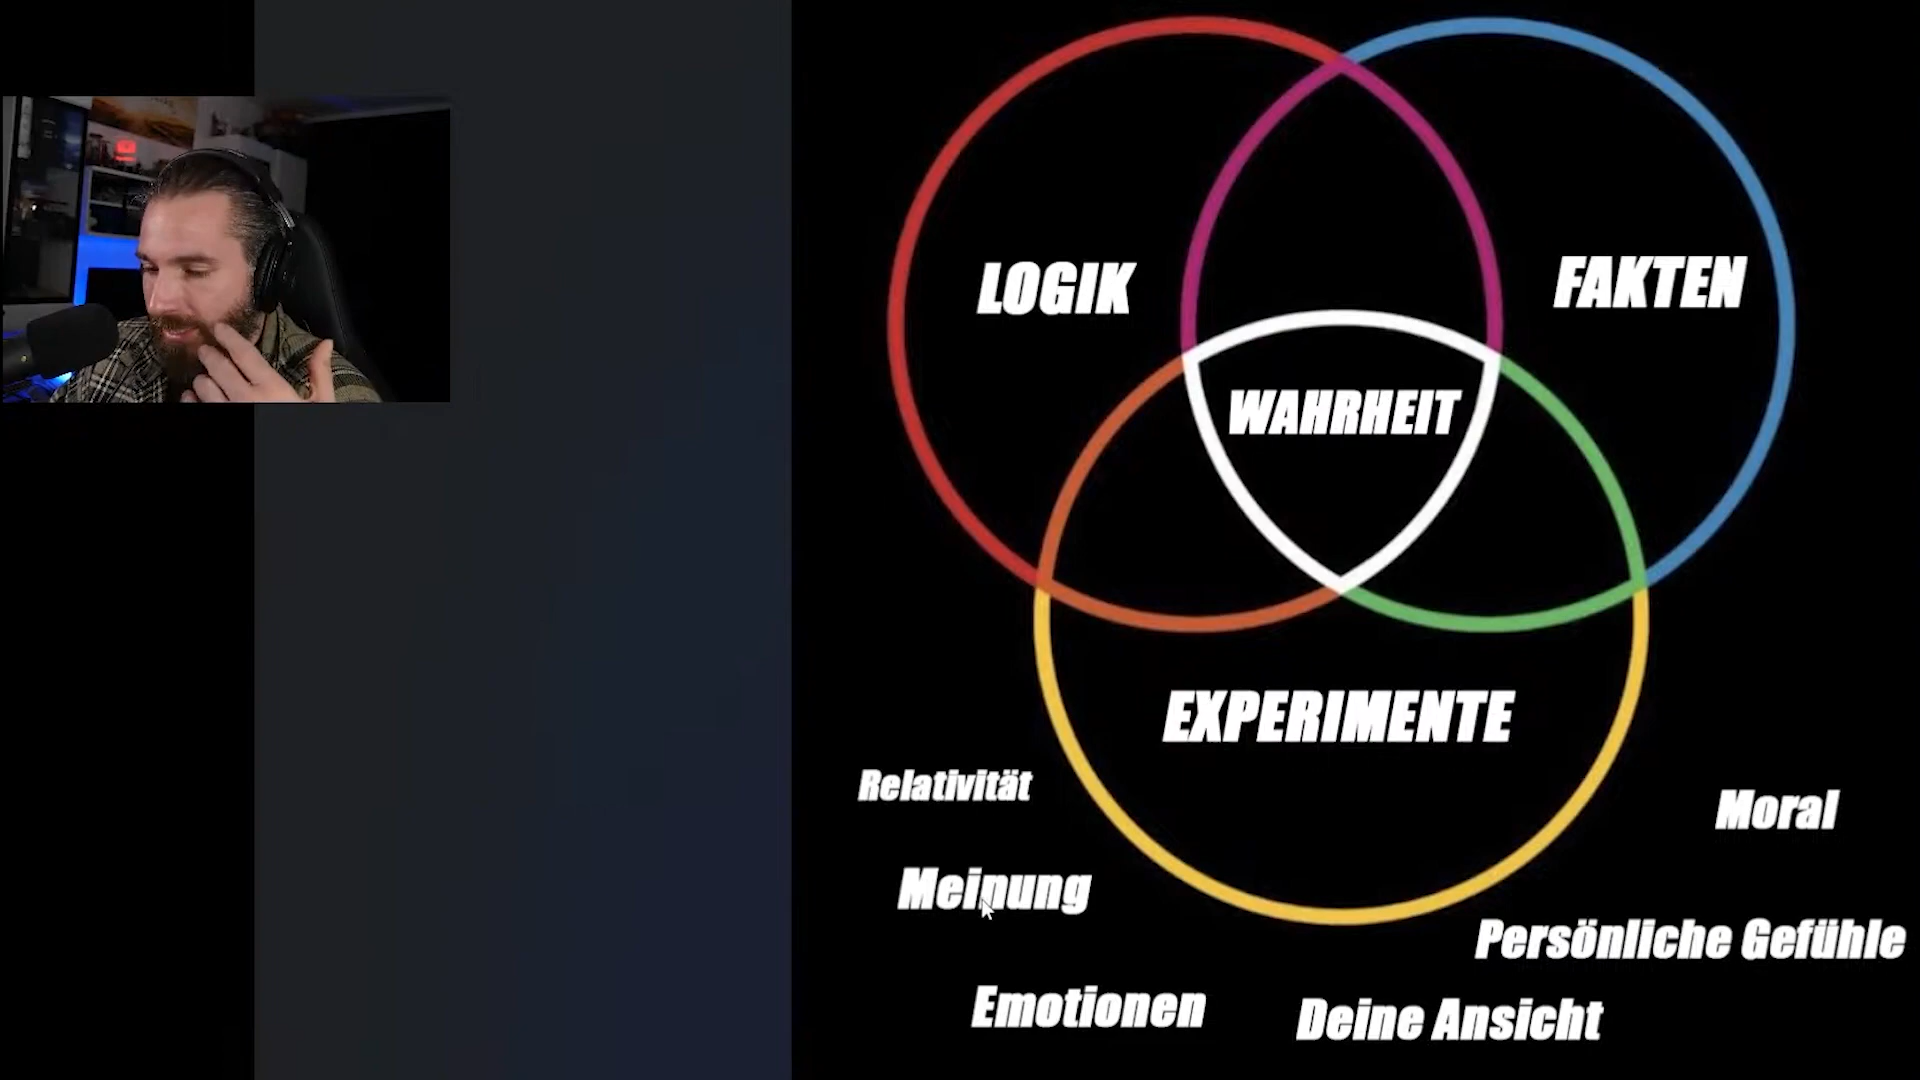 LOGIK
FAKTEN
WAHRHEIT
EXPERIMENTE
Relativität
Moral
Meinung
Persönliche Gefühle
Emotionen
Deine Ansicht